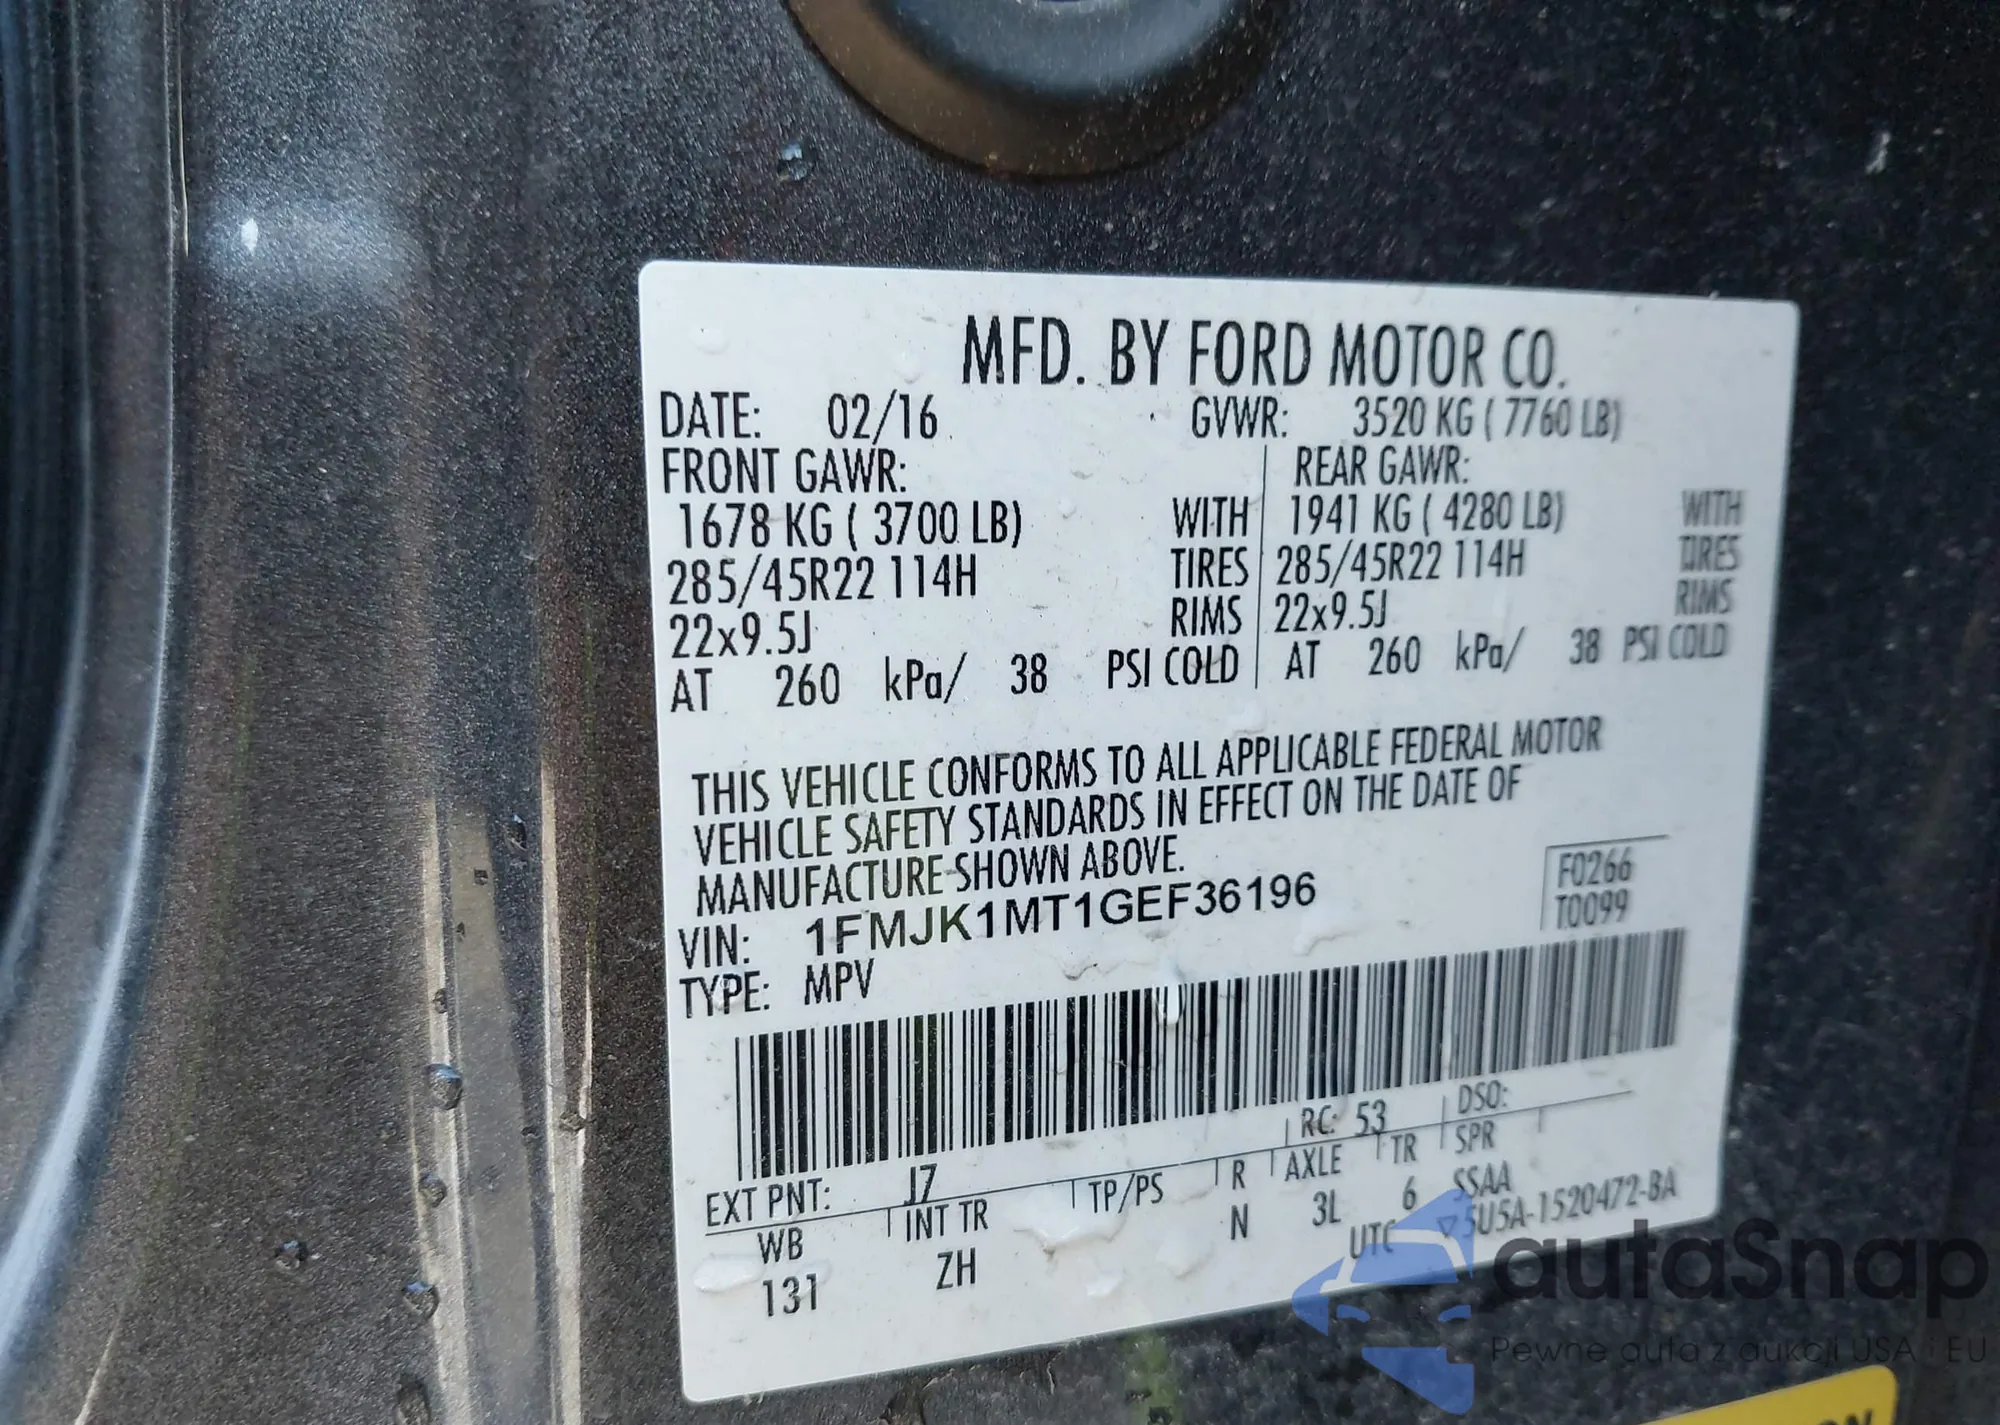 MFD. BY FORD MOTOR CO.
DATE: 02/16 GVWR: 3520 KG ( 7760 LB)
FRONT GAWR: REAR GAWR:
1678 KG ( 3700 LB) WITH 1941 KG ( 4280 LB) WITH
285/45R22 114H TIRES 285/45R22 114H TIRES
22x9.5J RIMS 22x9.5J RIMS
AT 260 kPa/ 38 PSI COLD AT 260 kPa/ 38 PSI COLD
THIS VEHICLE CONFORMS TO ALL APPLICABLE FEDERAL MOTOR
VEHICLE SAFETY STANDARDS IN EFFECT ON THE DATE OF
MANUFACTURE SHOWN ABOVE.
F0266
T0099
VIN: 1FMJK1MT1GEF36196
TYPE: MPV
RC: 53 DSO:
EXT PNT: J7
WB INT TR TP/PS R AXLE TR SPR
131 ZH N 3L 6 SSAA
UTC ▽5U5A-1520472-BA
autaSnap
Pewne auta z aukcji USA i EU
ON